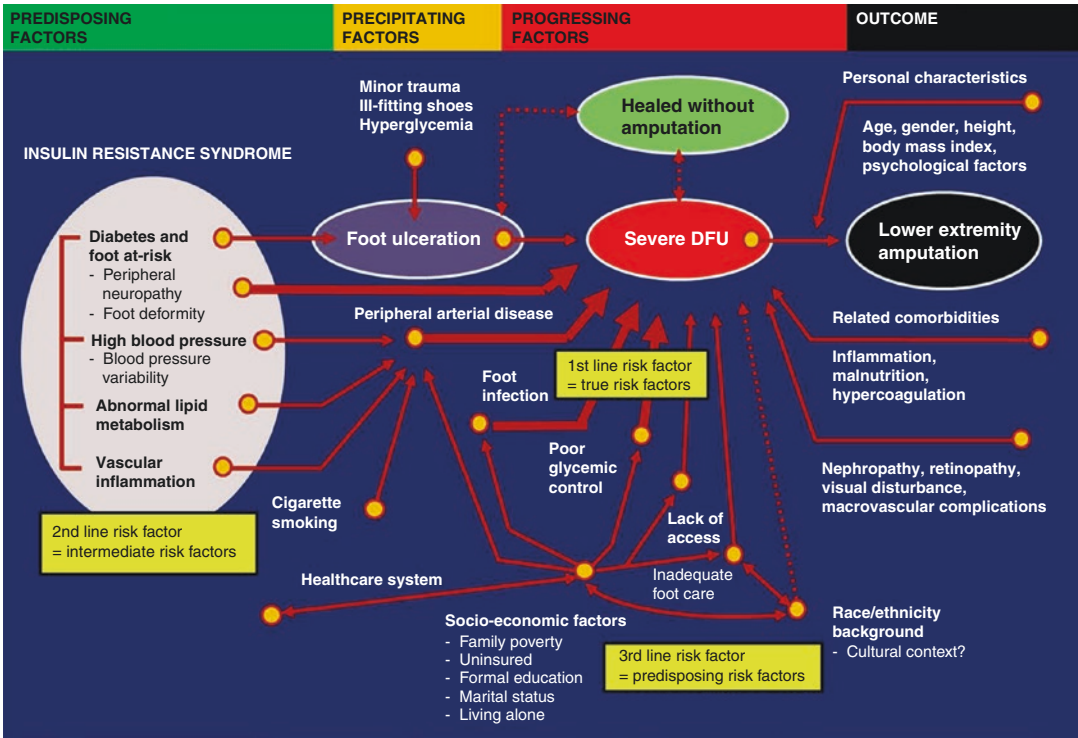 PREDISPOSING
FACTORS
PRECIPITATING
FACTORS
PROGRESSING
FACTORS
OUTCOME
Minor trauma
III-fitting shoes
Hyperglycemia
Healed without
amputation
Personal characteristics
Age, gender, height,
body mass index,
psychological factors
INSULIN RESISTANCE SYNDROME
Diabetes and
foot at-risk
- Peripheral
neuropathy
- Foot deformity
High blood pressure
- Blood pressure
variability
Abnormal lipid
metabolism
Vascular
inflammation
Foot ulceration
Severe DFU
Lower extremity
amputation
Peripheral arterial disease
Related comorbidities
Inflammation,
malnutrition,
hypercoagulation
1st line risk factor
= true risk factors
Foot
infection
Poor
glycemic
control
Nephropathy, retinopathy,
visual disturbance,
macrovascular complications
Cigarette
smoking
2nd line risk factor
= intermediate risk factors
Lack of
access
Inadequate
foot care
Healthcare system
Socio-economic factors
- Family poverty
- Uninsured
- Formal education
- Marital status
- Living alone
3rd line risk factor
= predisposing risk factors
Race/ethnicity
background
- Cultural context?